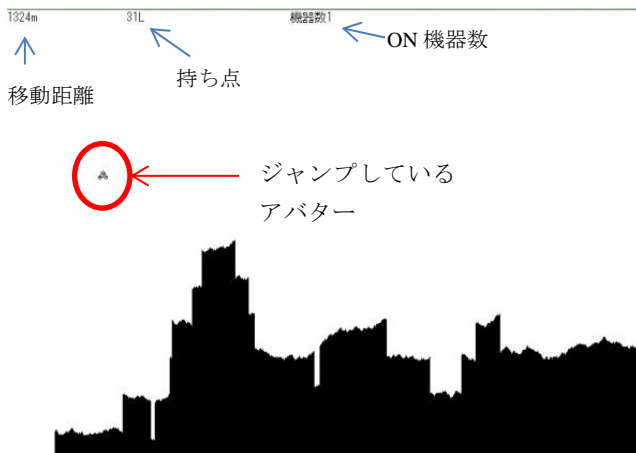 1324m 31L 機器数1
ON 機器数
持ち点
移動距離
ジャンプしている
アバター